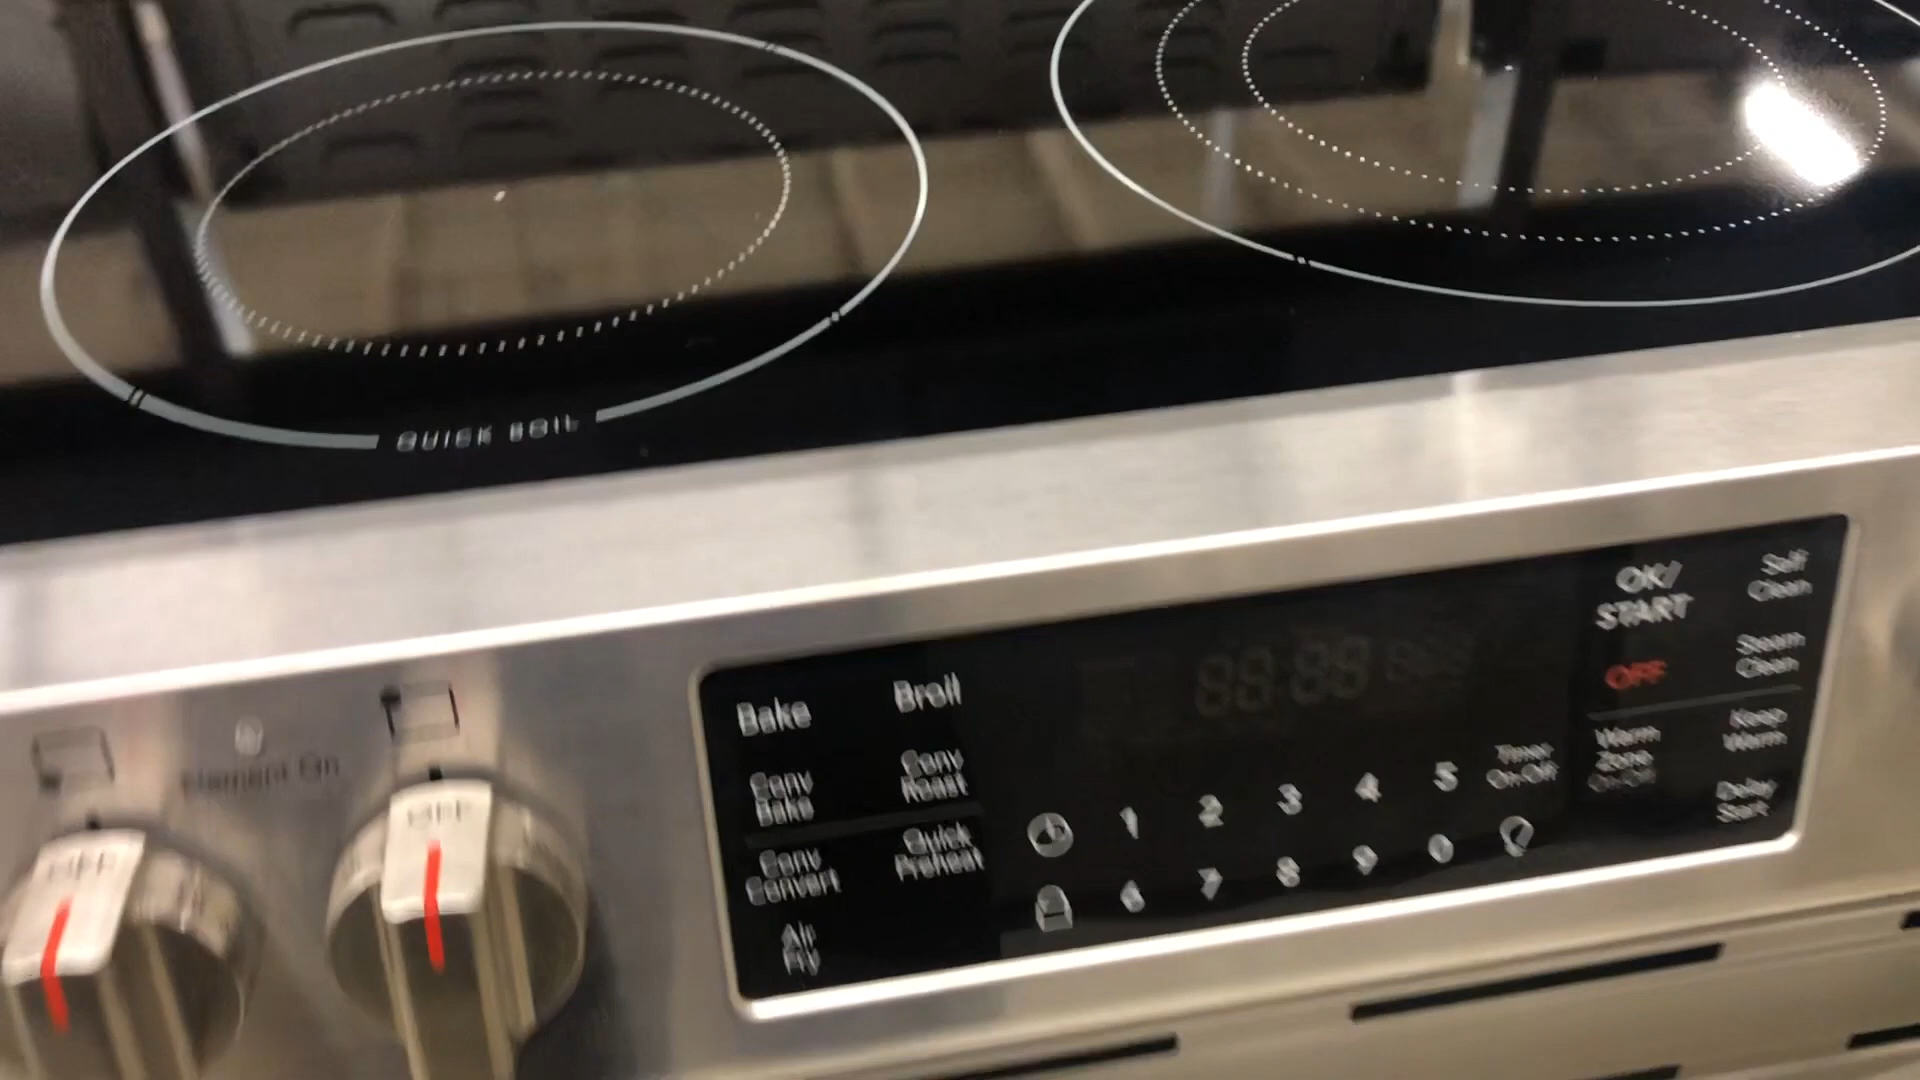 QUICK BOIL
OK/
START
Self
Clean
OFF
Steam
Clean
Bake
Broil
Element On
Conv
Bake
Conv
Roast
Timer
On/Off
Warm
Zone
On/Off
Keep
Warm
1 2 3 4 5
Conv
Convert
Quick
Preheat
Delay
Start
6 7 8 9 0
Air
Fry
OFF
OFF
88:88